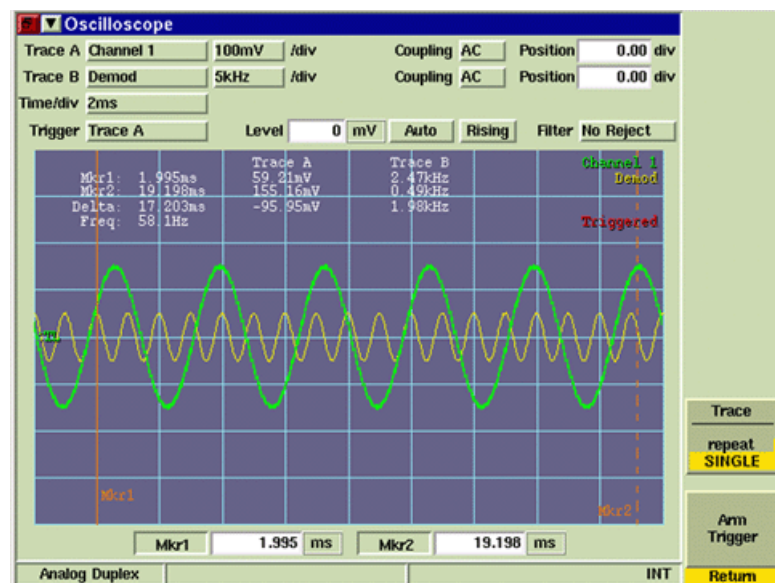 Oscilloscope
Trace A Channel 1 100mV /div Coupling AC Position 0.00 div
Trace B Demod 5kHz /div Coupling AC Position 0.00 div
Time/div 2ms
Trigger Trace A Level 0 mV Auto Rising Filter No Reject
Trace A Trace B Channel 1
Mkr1: 1.995ms 59.21mV 2.47kHz Demod
Mkr2: 19.198ms 155.16mV 0.49kHz
Delta: 17.203ms -95.95mV 1.98kHz
Freq: 58.1Hz Triggered
Mkr1
Mkr2
Mkr1 1.995 ms Mkr2 19.198 ms
Analog Duplex INT
Trace
repeat
SINGLE
Arm
Trigger
Return